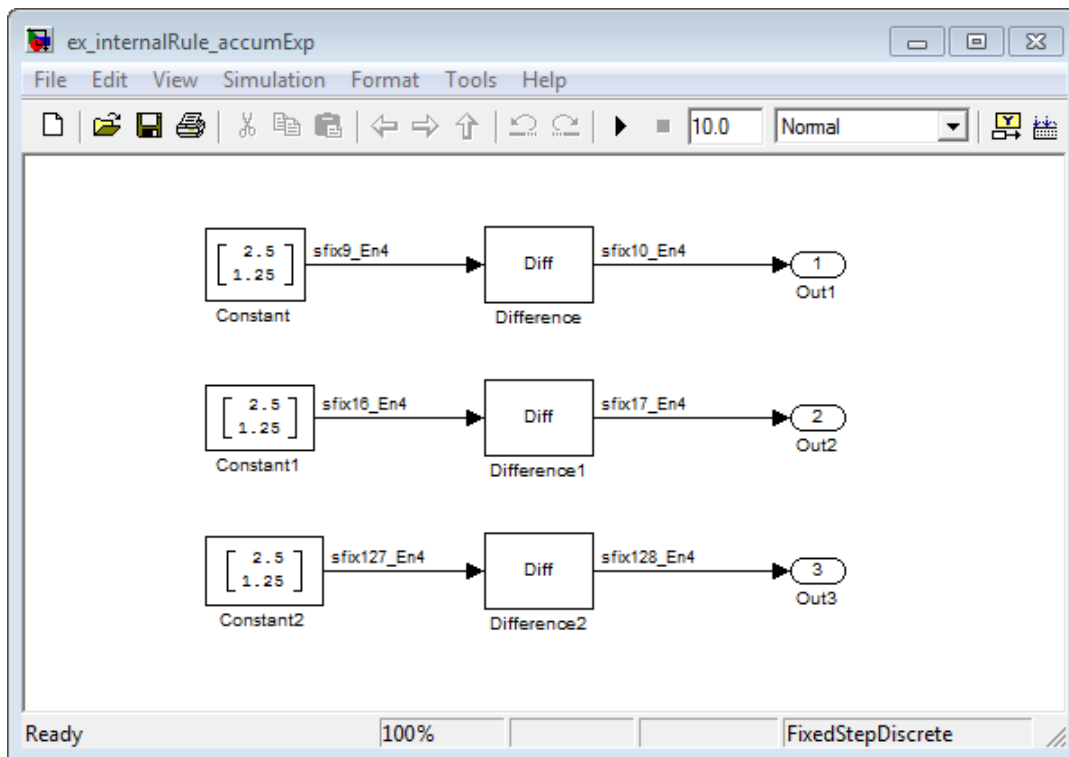 ex_internalRule_accumExp
File Edit View Simulation Format Tools Help
10.0 Normal
2.5
1.25
sfix9_En4
Diff
sfix10_En4
1
Constant
Difference
Out1
2.5
1.25
sfix16_En4
Diff
sfix17_En4
2
Constant1
Difference1
Out2
2.5
1.25
sfix127_En4
Diff
sfix128_En4
3
Constant2
Difference2
Out3
Ready 100% FixedStepDiscrete